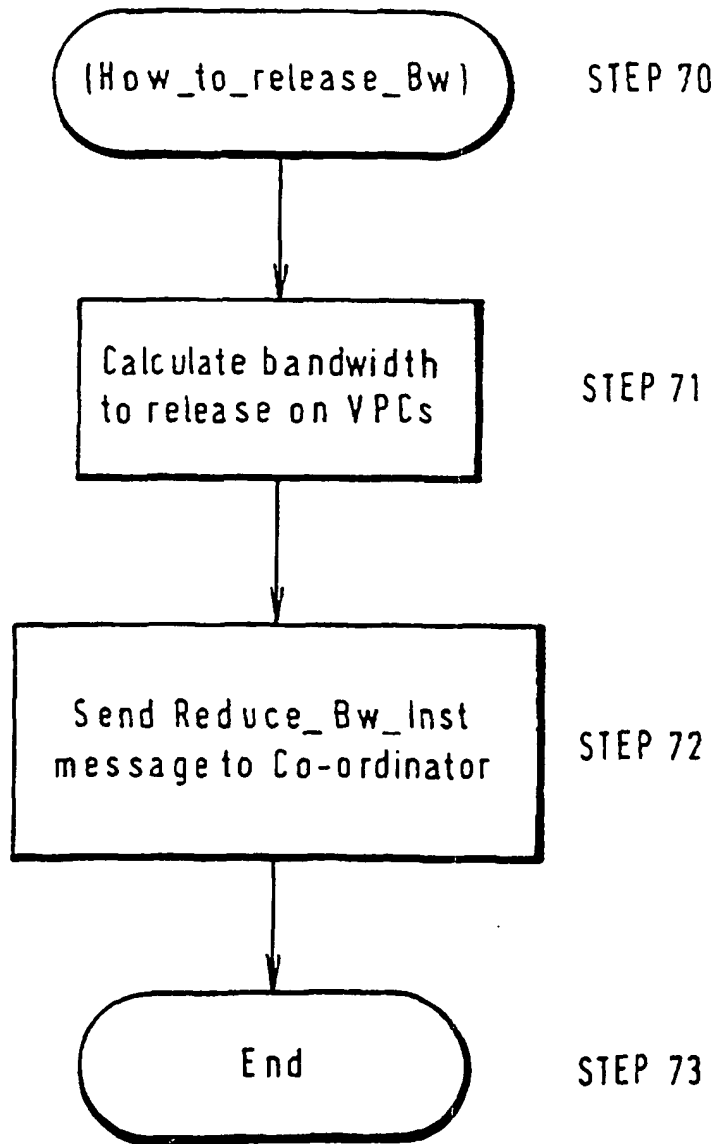 (How_to_release_Bw)
STEP 70
Calculate bandwidth
to release on VPCs
STEP 71
Send Reduce_Bw_Inst
message to Co-ordinator
STEP 72
End
STEP 73